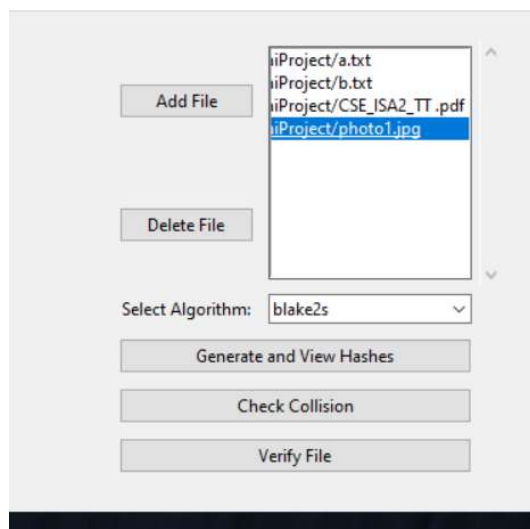 Add File
iiProject/a.txt
iiProject/b.txt
iiProject/CSE_ISA2_TT .pdf
iiProject/photo1.jpg
Delete File
Select Algorithm: blake2s
Generate and View Hashes
Check Collision
Verify File